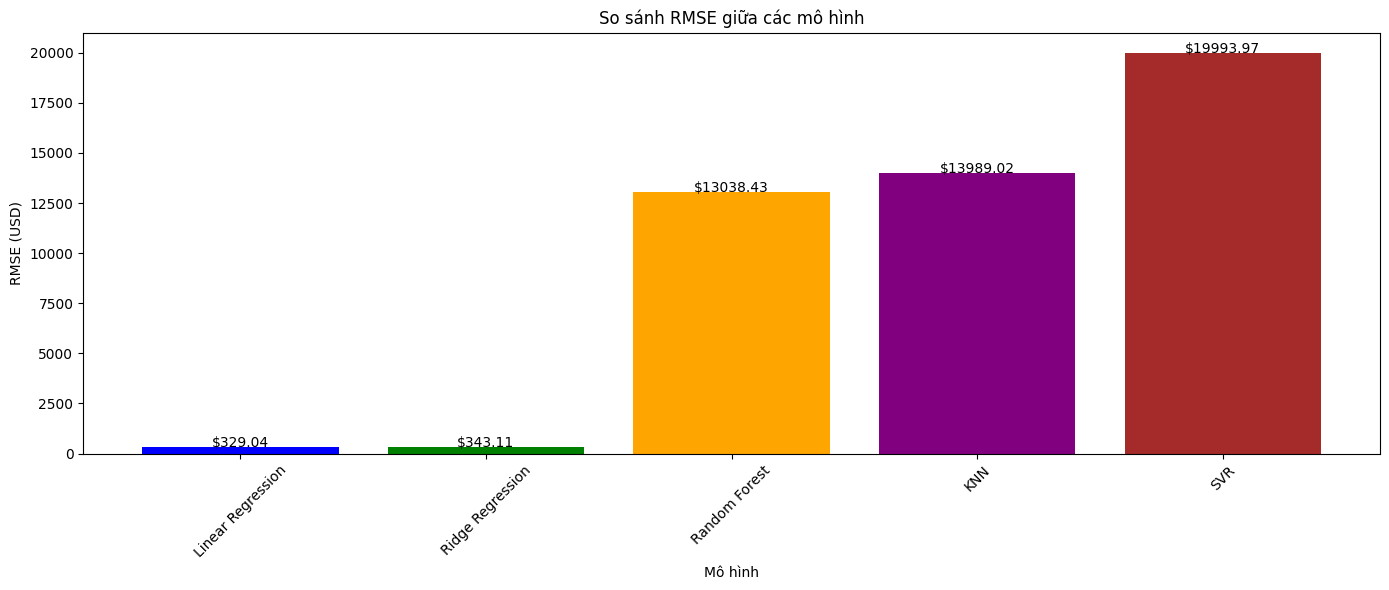 So sánh RMSE giữa các mô hình
RMSE (USD)
20000
17500
15000
12500
10000
7500
5000
2500
0
$329.04
$343.11
$13038.43
$13989.02
$19993.97
Linear Regression
Ridge Regression
Random Forest
KNN
SVR
Mô hình